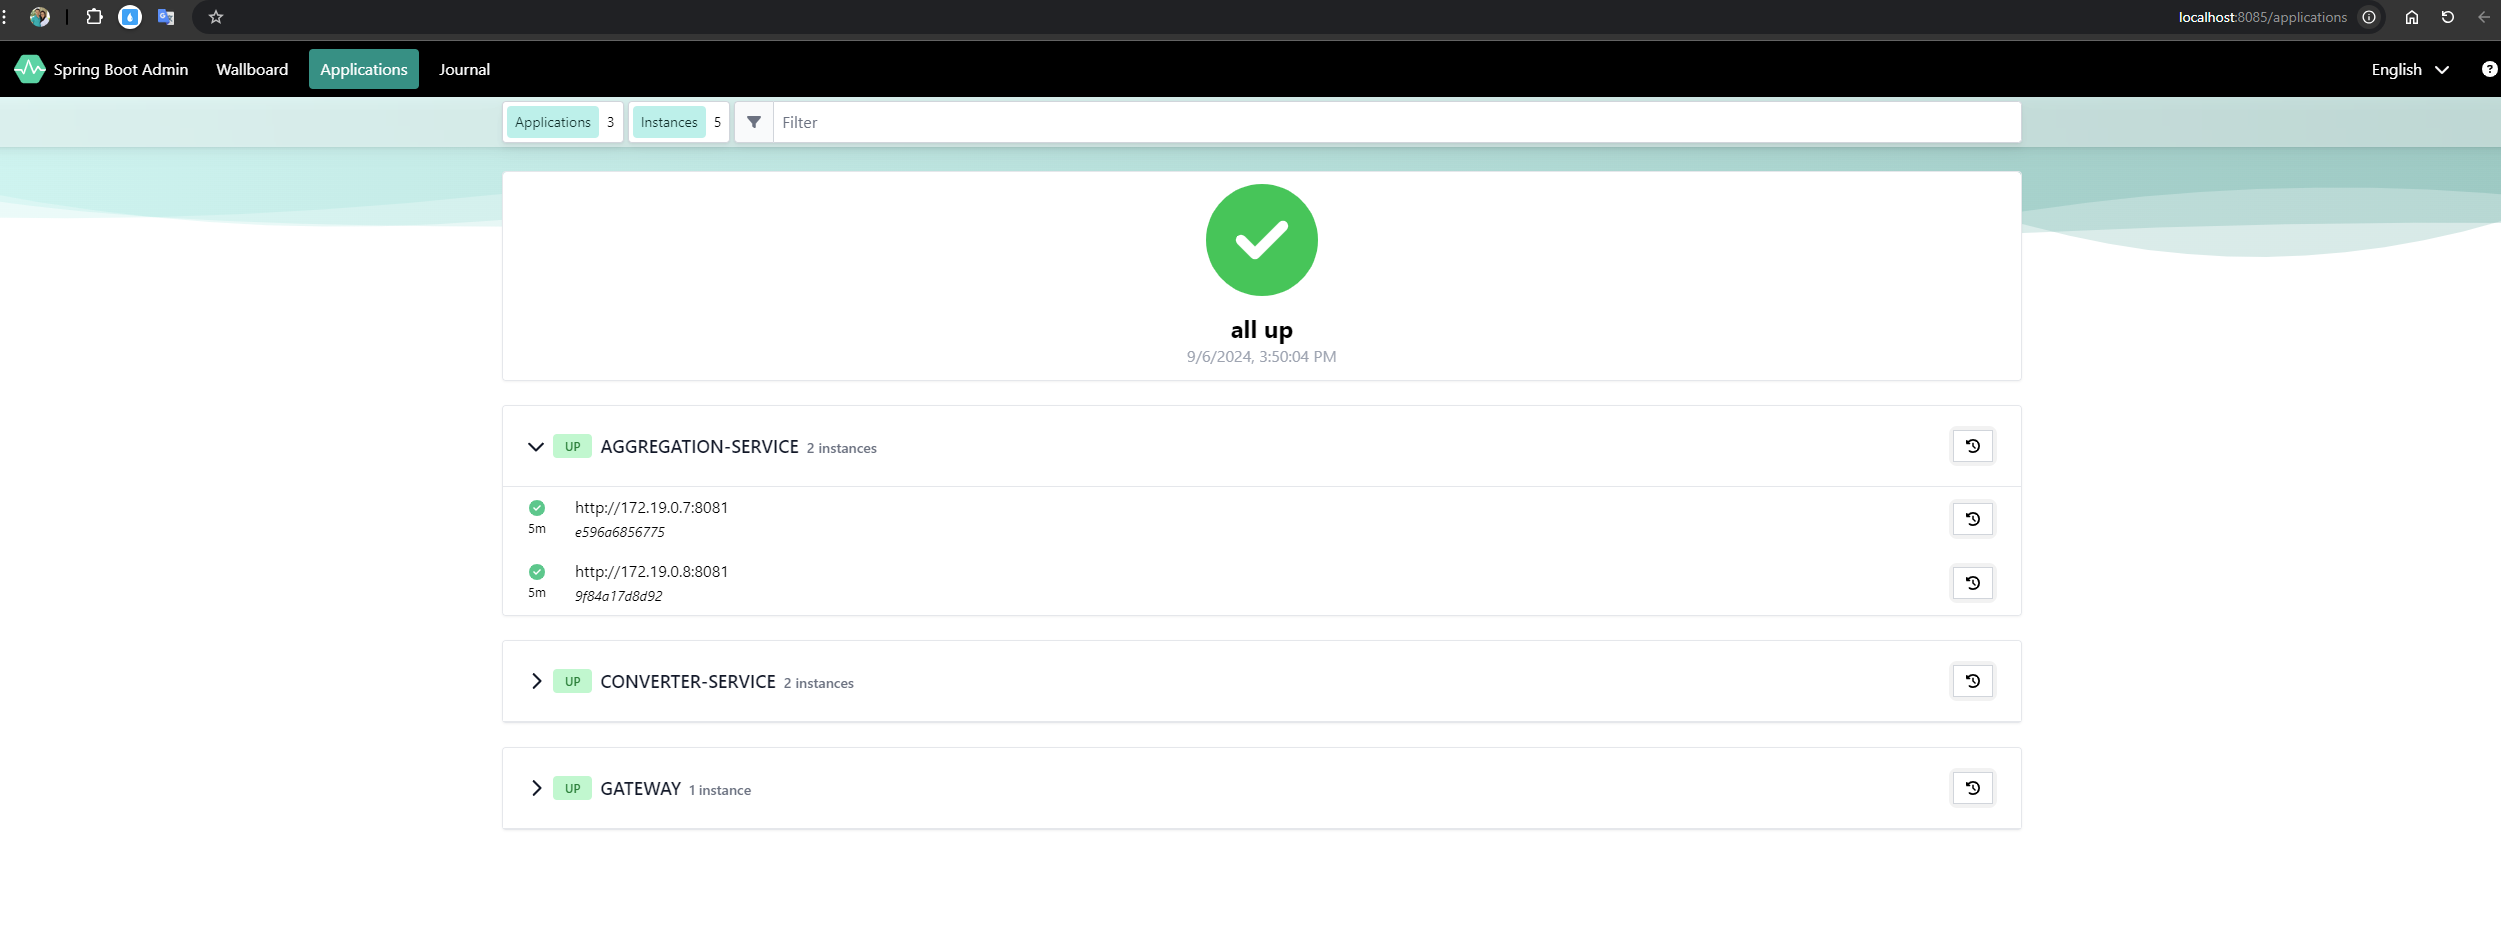 localhost:8085/applications
Spring Boot Admin Wallboard Applications Journal English
Applications 3 Instances 5 Filter
all up
9/6/2024, 3:50:04 PM
UP AGGREGATION-SERVICE 2 instances
http://172.19.0.7:8081
5m e596a6856775
http://172.19.0.8:8081
5m 9f84a17d8d92
UP CONVERTER-SERVICE 2 instances
UP GATEWAY 1 instance